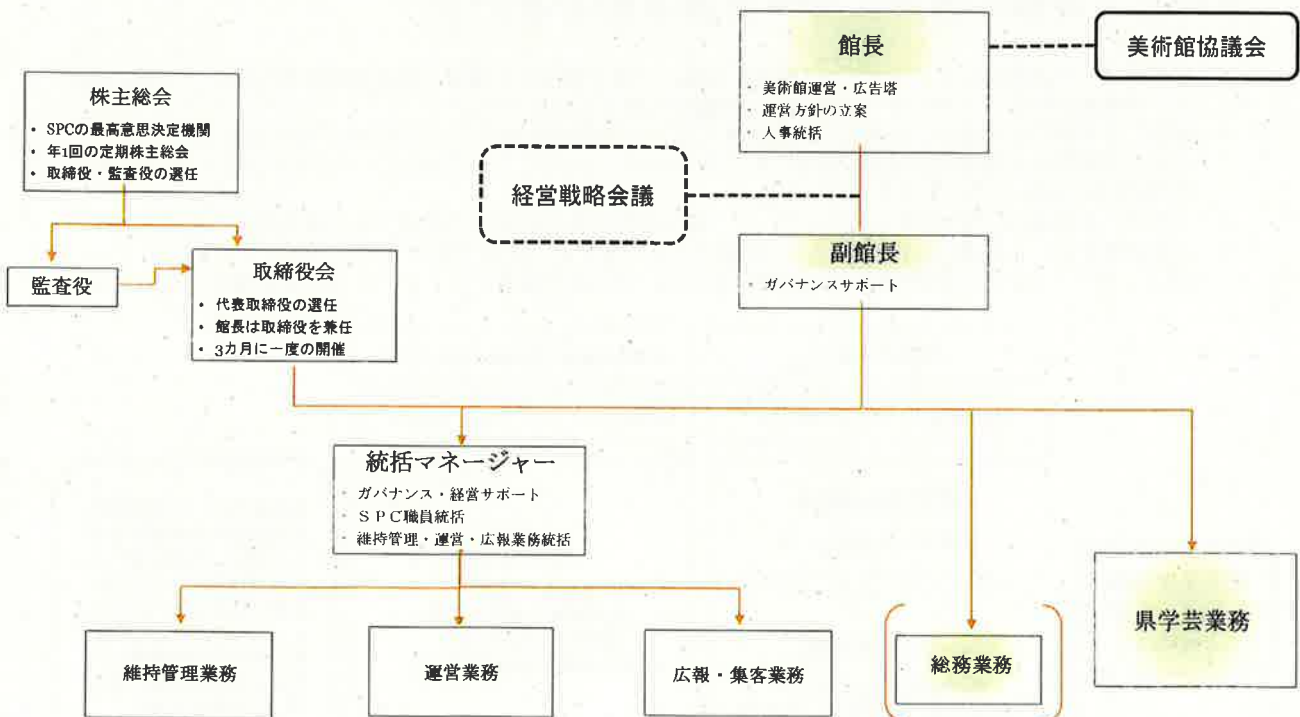 館長
・ 美術館運営・広告塔
・ 運営方針の立案
・ 人事統括
美術館協議会
株主総会
• SPCの最高意思決定機関
• 年1回の定期株主総会
• 取締役・監査役の選任
経営戦略会議
副館長
・ ガバナンスサポート
監査役
取締役会
• 代表取締役の選任
• 館長は取締役を兼任
• 3カ月に一度の開催
統括マネージャー
・ ガバナンス・経営サポート
・ ＳＰＣ職員統括
・ 維持管理・運営・広報業務統括
維持管理業務
運営業務
広報・集客業務
総務業務
県学芸業務